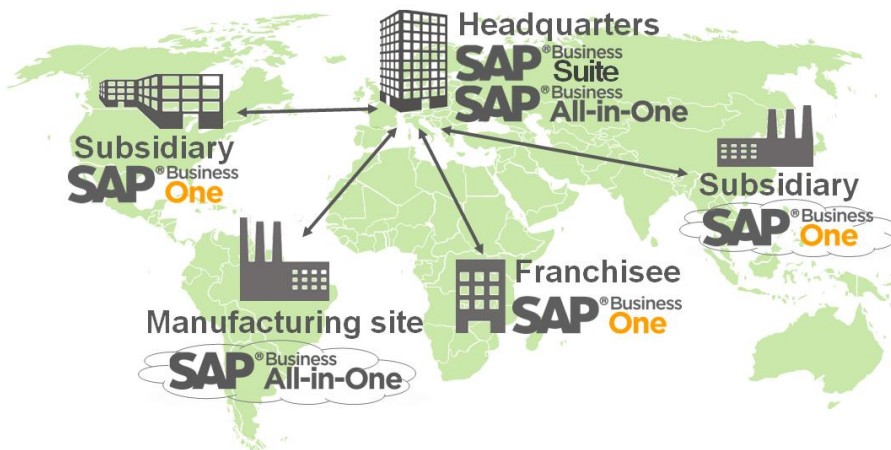 Headquarters
SAP® Business
Suite
SAP® Business
All-in-One
Subsidiary
SAP® Business
One
Subsidiary
SAP® Business
One
Franchisee
SAP® Business
One
Manufacturing site
SAP® Business
All-in-One